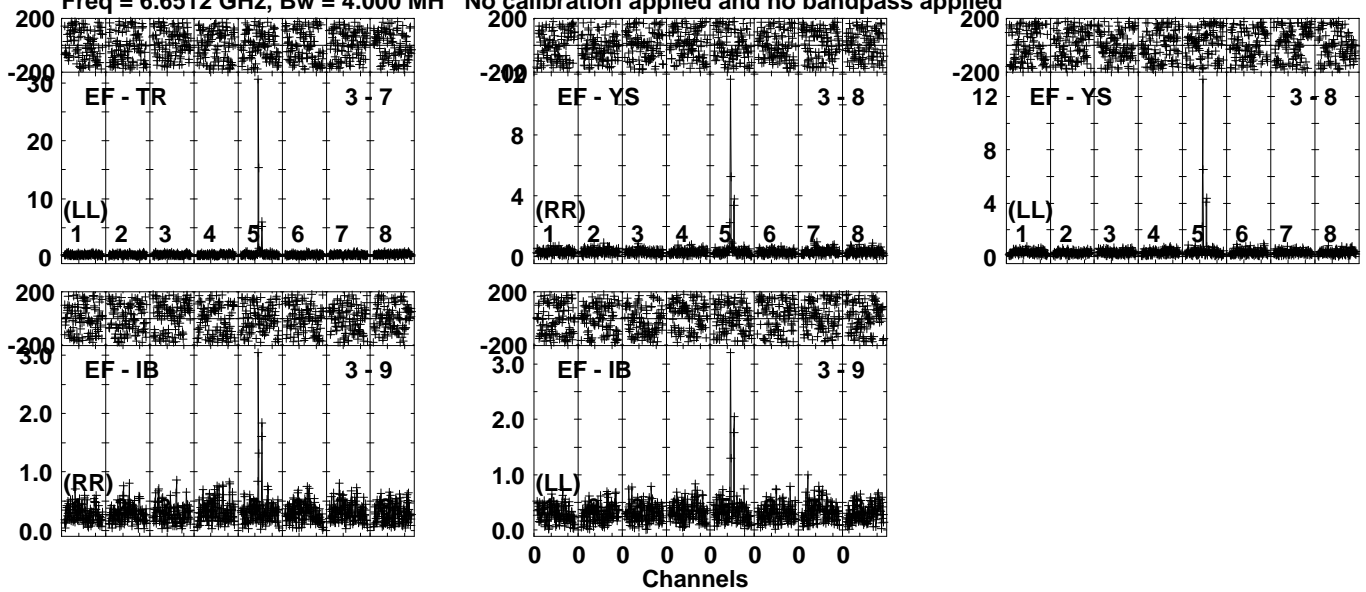 Freq = 6.6512 GHz, Bw = 4.000 MH No calibration applied and no bandpass applied
200 200 200
-200 -200 -200
30 12
EF - TR 3 - 7 EF - YS 3 - 8 12 EF - YS 3 - 8
20 8 8
10 4 4
(LL) (RR) (LL)
1 2 3 4 5 6 7 8 1 2 3 4 5 6 7 8 1 2 3 4 5 6 7 8
0 0 0
200 200
-200 -200
3.0 EF - IB 3 - 9 3.0 EF - IB 3 - 9
2.0 2.0
1.0 1.0
(RR) (LL)
0.0 0.0
0 0 0 0 0 0 0 0
Channels